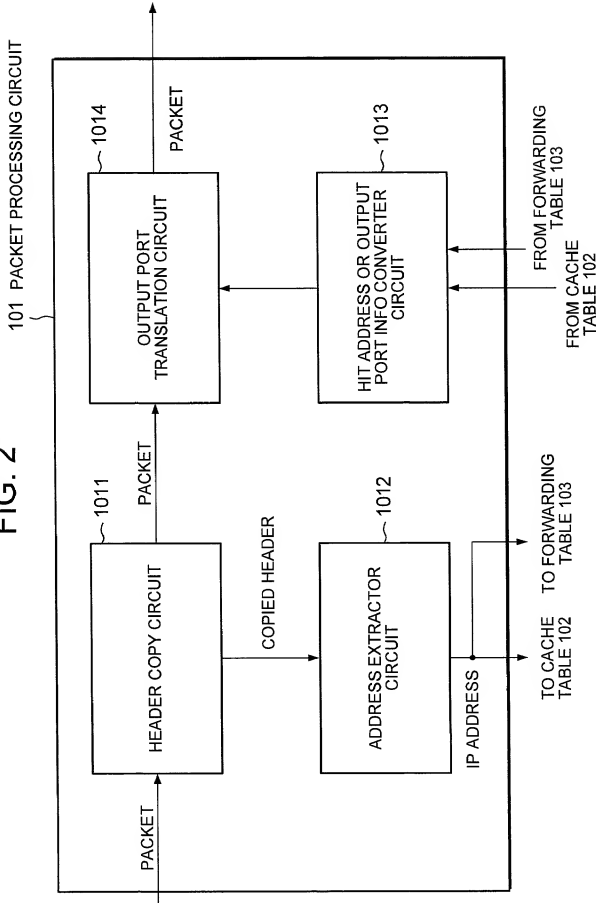 FIG. 2
101 PACKET PROCESSING CIRCUIT
PACKET
1011
HEADER COPY CIRCUIT
PACKET
1014
OUTPUT PORT
TRANSLATION CIRCUIT
PACKET
COPIED HEADER
1012
ADDRESS EXTRACTOR
CIRCUIT
1013
HIT ADDRESS OR OUTPUT
PORT INFO CONVERTER
CIRCUIT
IP ADDRESS
TO CACHE
TABLE 102
TO FORWARDING
TABLE 103
FROM CACHE
TABLE 102
FROM FORWARDING
TABLE 103